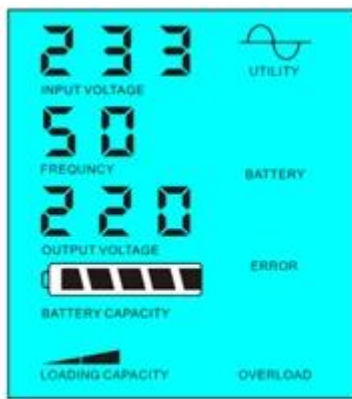 233
INPUT VOLTAGE
UTILITY
50
FREQUNCY
BATTERY
220
OUTPUT VOLTAGE
ERROR
BATTERY CAPACITY
LOADING CAPACITY
OVERLOAD